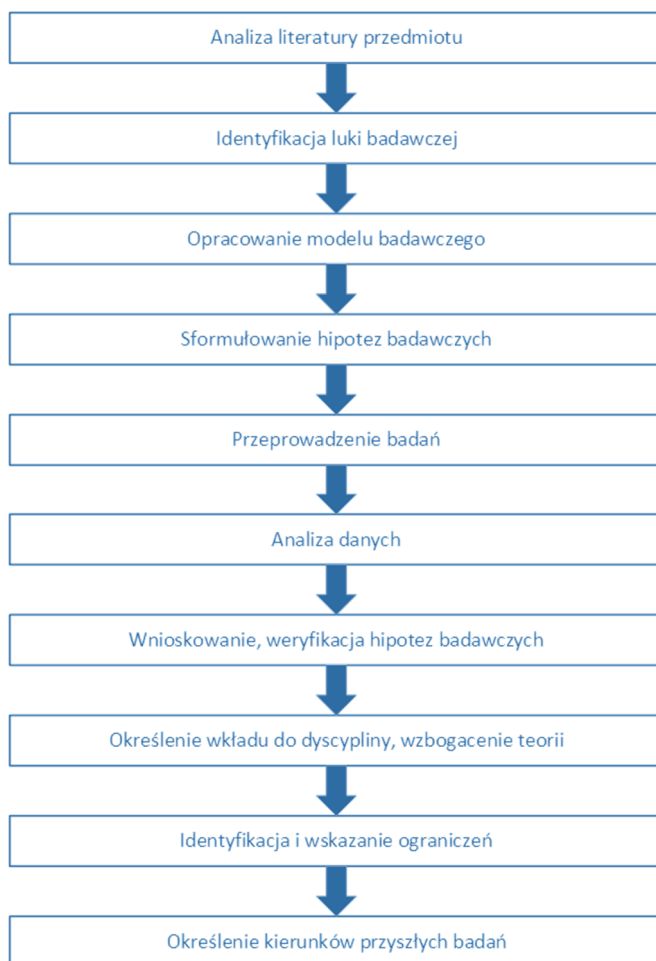 Analiza literatury przedmiotu
Identyfikacja luki badawczej
Opracowanie modelu badawczego
Sformułowanie hipotez badawczych
Przeprowadzenie badań
Analiza danych
Wnioskowanie, weryfikacja hipotez badawczych
Określenie wkładu do dyscypliny, wzbogacenie teorii
Identyfikacja i wskazanie ograniczeń
Określenie kierunków przyszłych badań